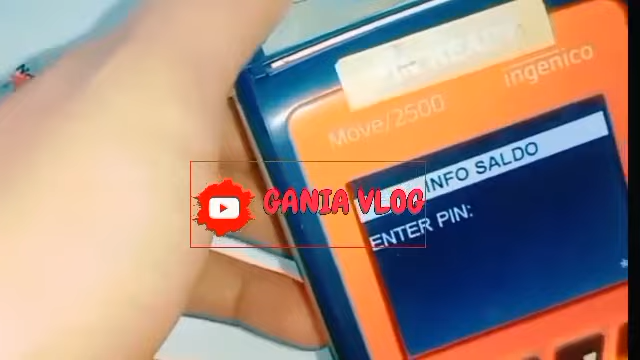 ingenico
Move/2500
INFO SALDO
GANIA VLOG
ENTER PIN: